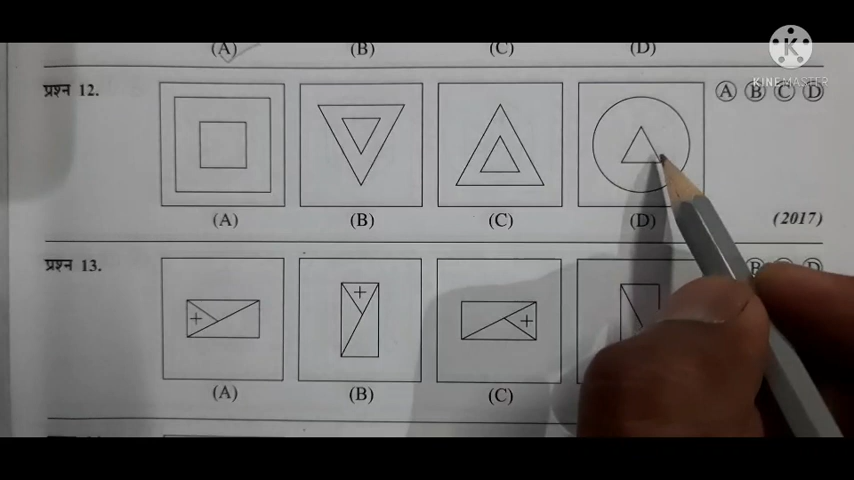 (A) (B) (C) (D)
K
KINEMASTER
प्रश्न 12. A B C D
(A) (B) (C) (D) (2017)
प्रश्न 13. B C D
+ + +
(A) (B) (C)